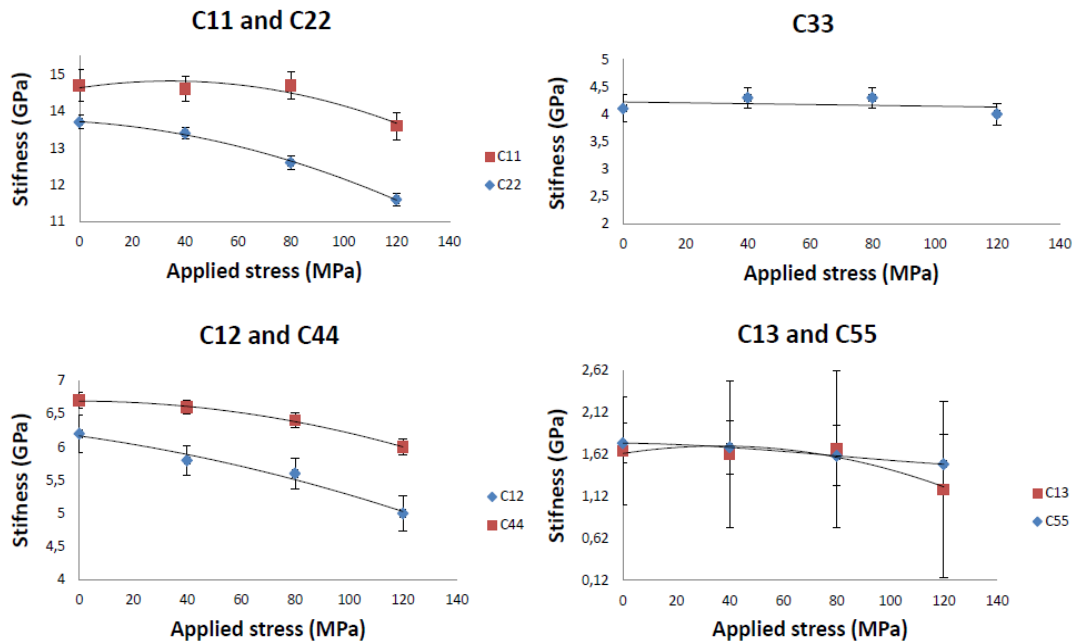 C11 and C22
Stifness (GPa)
15
14
13
12
11
0 20 40 60 80 100 120 140
Applied stress (MPa)
C11
C22
C33
Stifness (GPa)
5
4,5
4
3,5
3
2,5
2
0 20 40 60 80 100 120 140
Applied stress (MPa)
C12 and C44
Stifness (GPa)
7
6,5
6
5,5
5
4,5
4
0 20 40 60 80 100 120 140
Applied stress (MPa)
C12
C44
C13 and C55
Stifness (GPa)
2,62
2,12
1,62
1,12
0,62
0,12
0 20 40 60 80 100 120 140
Applied stress (MPa)
C13
C55